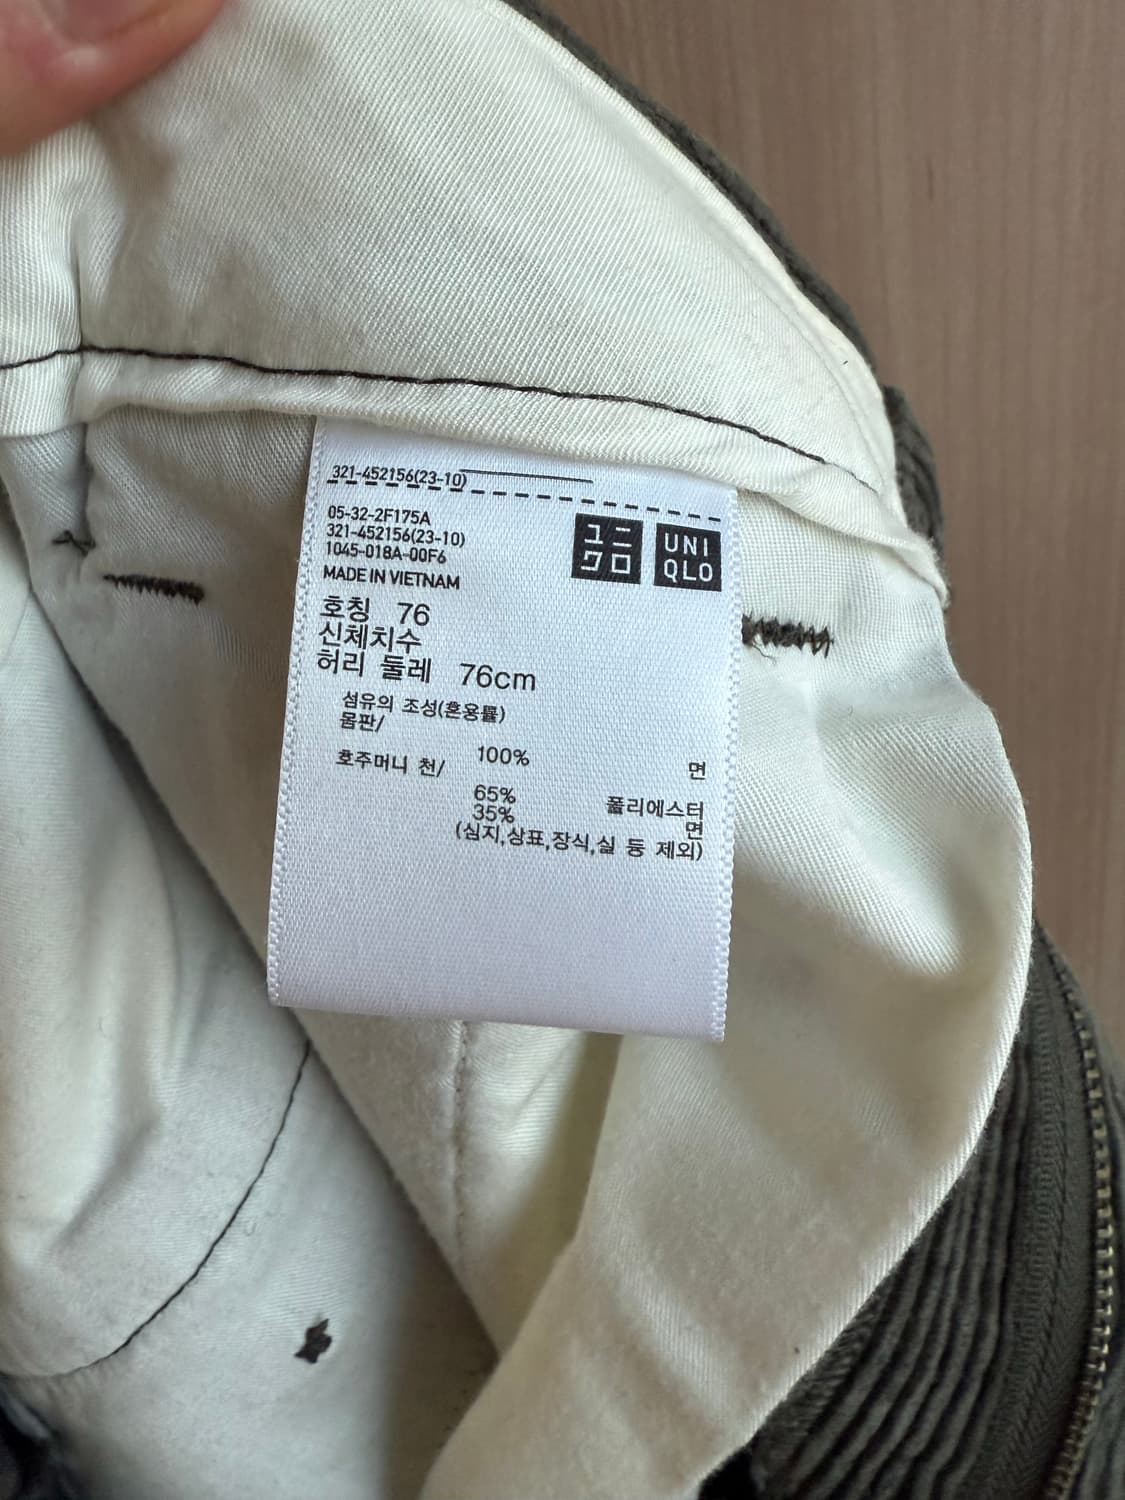 321-452156(23-10)
05-32-2F175A
321-452156(23-10)
1045-018A-00F6
MADE IN VIETNAM
ユニ
クロ
UNI
QLO
호칭 76
신체치수
허리 둘레 76cm
섬유의 조성(혼용률)
몸판/
100% 면
호주머니 천/
65% 폴리에스터
35% 면
(심지,상표,장식,실 등 제외)